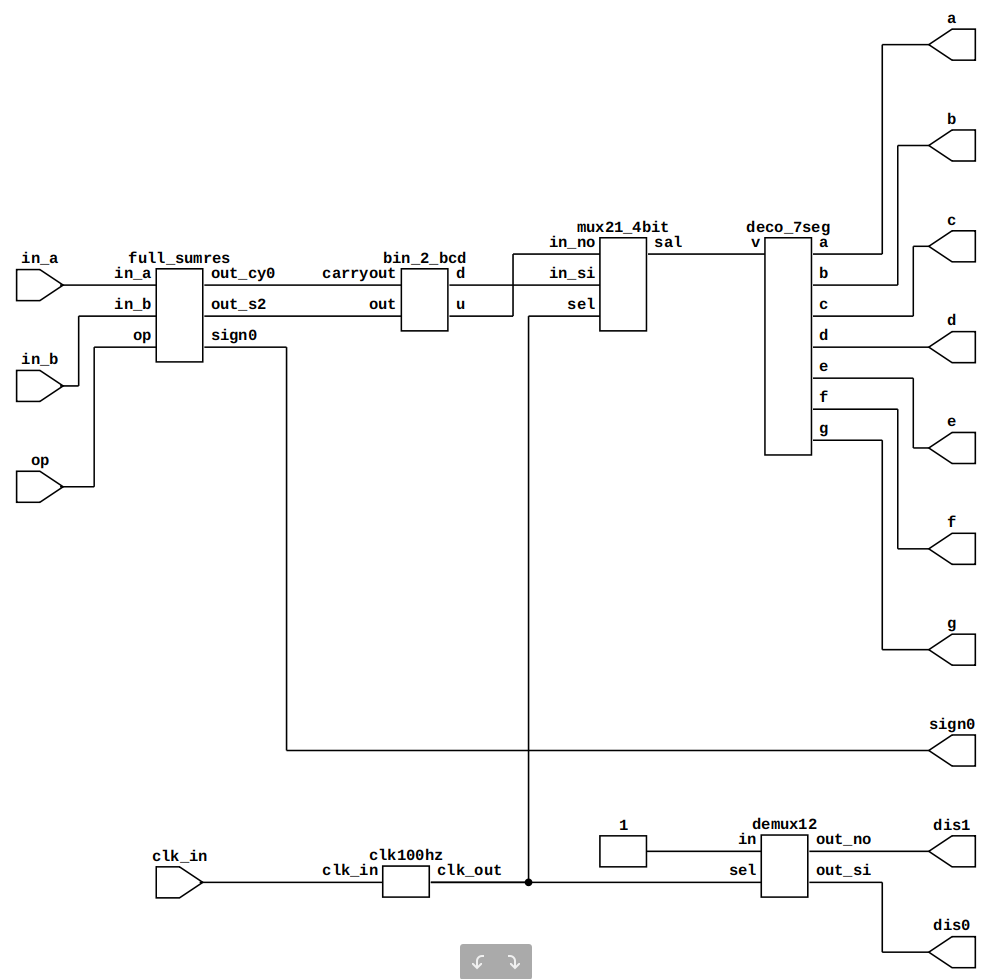 a
b
mux21_4bit
deco_7seg
c
in_no
sal
v
a
in_a
full_sumres
bin_2_bcd
in_a
out_cy0
carryout
d
in_si
b
in_b
out_s2
out
u
sel
c
d
op
sign0
d
in_b
e
e
f
g
op
f
g
sign0
1
demux12
dis1
in
out_no
clk_in
clk100hz
clk_in
clk_out
sel
out_si
dis0